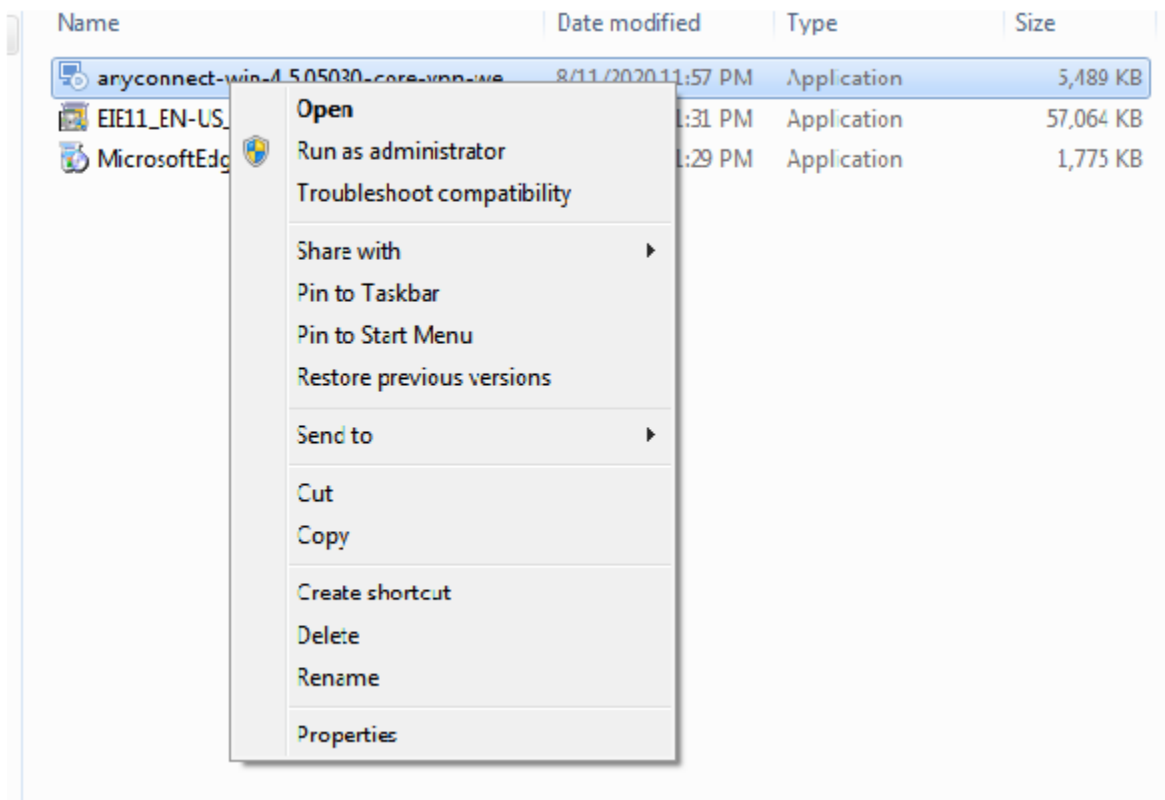 Name Date modified Type Size
aryconnect-win-4.5.05030-core-vpn-we... 8/11/2020 11:57 PM Application 5,489 KB
EIE11_EN-US_ 1:31 PM Application 57,064 KB
MicrosoftEdg 1:29 PM Application 1,775 KB
Open
Run as administrator
Troubleshoot compatibility
Share with
Pin to Taskbar
Pin to Start Menu
Restore previous versions
Send to
Cut
Copy
Create shortcut
Delete
Rename
Properties